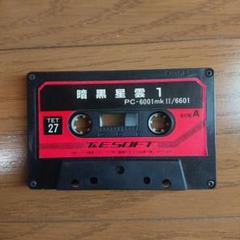 暗黒星雲 1
PC-6001mkII/6601
TET
27
SIDE A
T&ESOFT